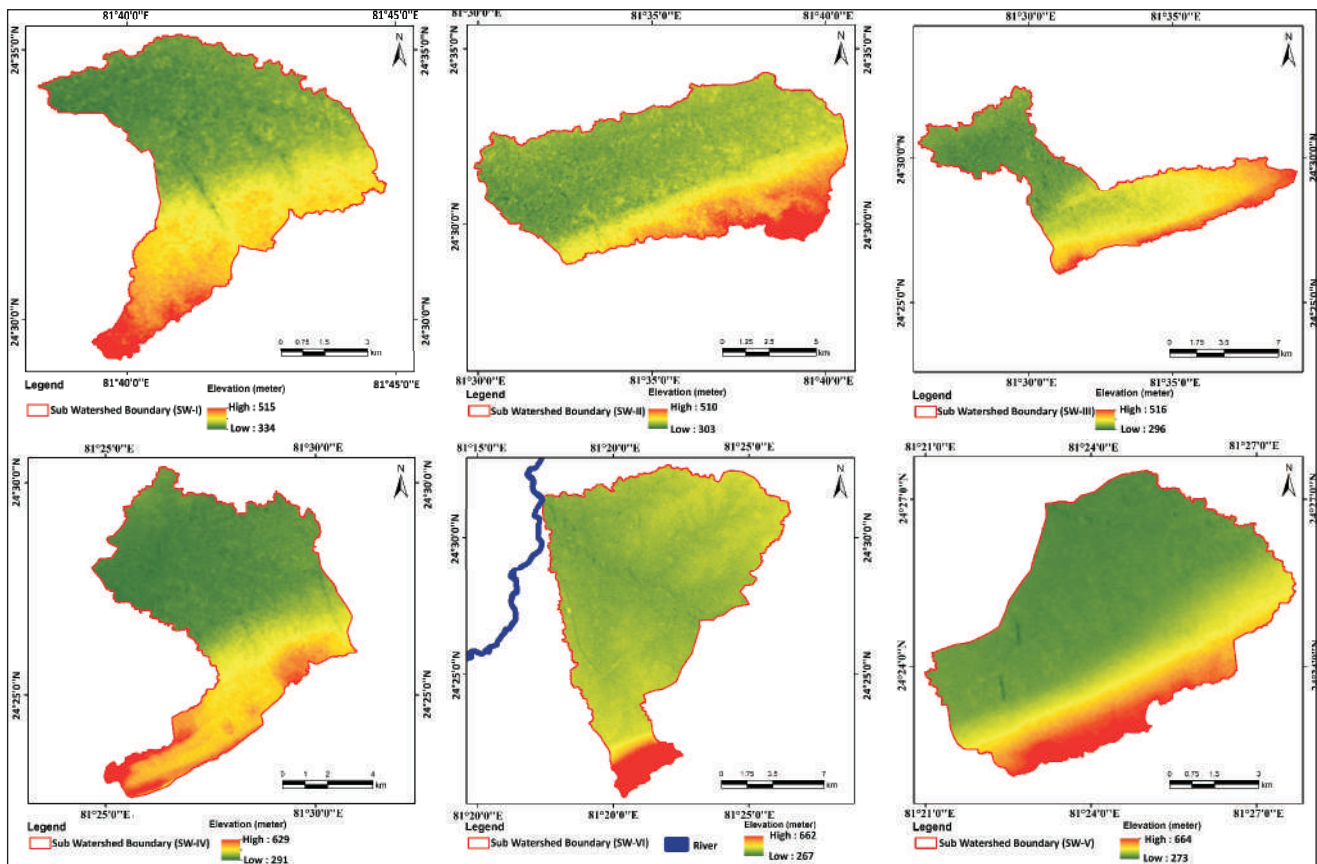 81°40'0"E 81°45'0"E
24°35'0"N
24°35'0"N
N
24°30'0"N
24°30'0"N
0 0.75 1.5 3
km
81°40'0"E 81°45'0"E
Legend
Sub Watershed Boundary (SW-I)
Elevation (meter)
High : 515
Low : 334
81°30'0"E 81°35'0"E 81°40'0"E
24°35'0"N
24°35'0"N
N
24°30'0"N
24°30'0"N
0 1.25 2.5 5
km
81°30'0"E 81°35'0"E 81°40'0"E
Legend
Sub Watershed Boundary (SW-II)
Elevation (meter)
High : 510
Low : 303
81°30'0"E 81°35'0"E
N
24°30'0"N
24°30'0"N
24°25'0"N
24°25'0"N
0 1.75 3.5 7
km
81°30'0"E 81°35'0"E
Legend
Sub Watershed Boundary (SW-III)
Elevation (meter)
High : 516
Low : 296
81°25'0"E 81°30'0"E
24°30'0"N
24°30'0"N
N
24°25'0"N
24°25'0"N
0 1 2 4
km
81°25'0"E 81°30'0"E
Legend
Sub Watershed Boundary (SW-IV)
Elevation (meter)
High : 629
Low : 291
81°15'0"E 81°20'0"E 81°25'0"E
N
24°30'0"N
24°30'0"N
24°25'0"N
24°25'0"N
0 1.75 3.5 7
km
81°20'0"E 81°20'0"E 81°25'0"E
Legend
Sub Watershed Boundary (SW-VI)
River
Elevation (meter)
High : 662
Low : 267
81°21'0"E 81°24'0"E 81°27'0"E
24°27'0"N
24°27'0"N
N
24°24'0"N
24°24'0"N
0 0.75 1.5 3
km
81°21'0"E 81°24'0"E 81°27'0"E
Legend
Sub Watershed Boundary (SW-V)
Elevation (meter)
High : 664
Low : 273